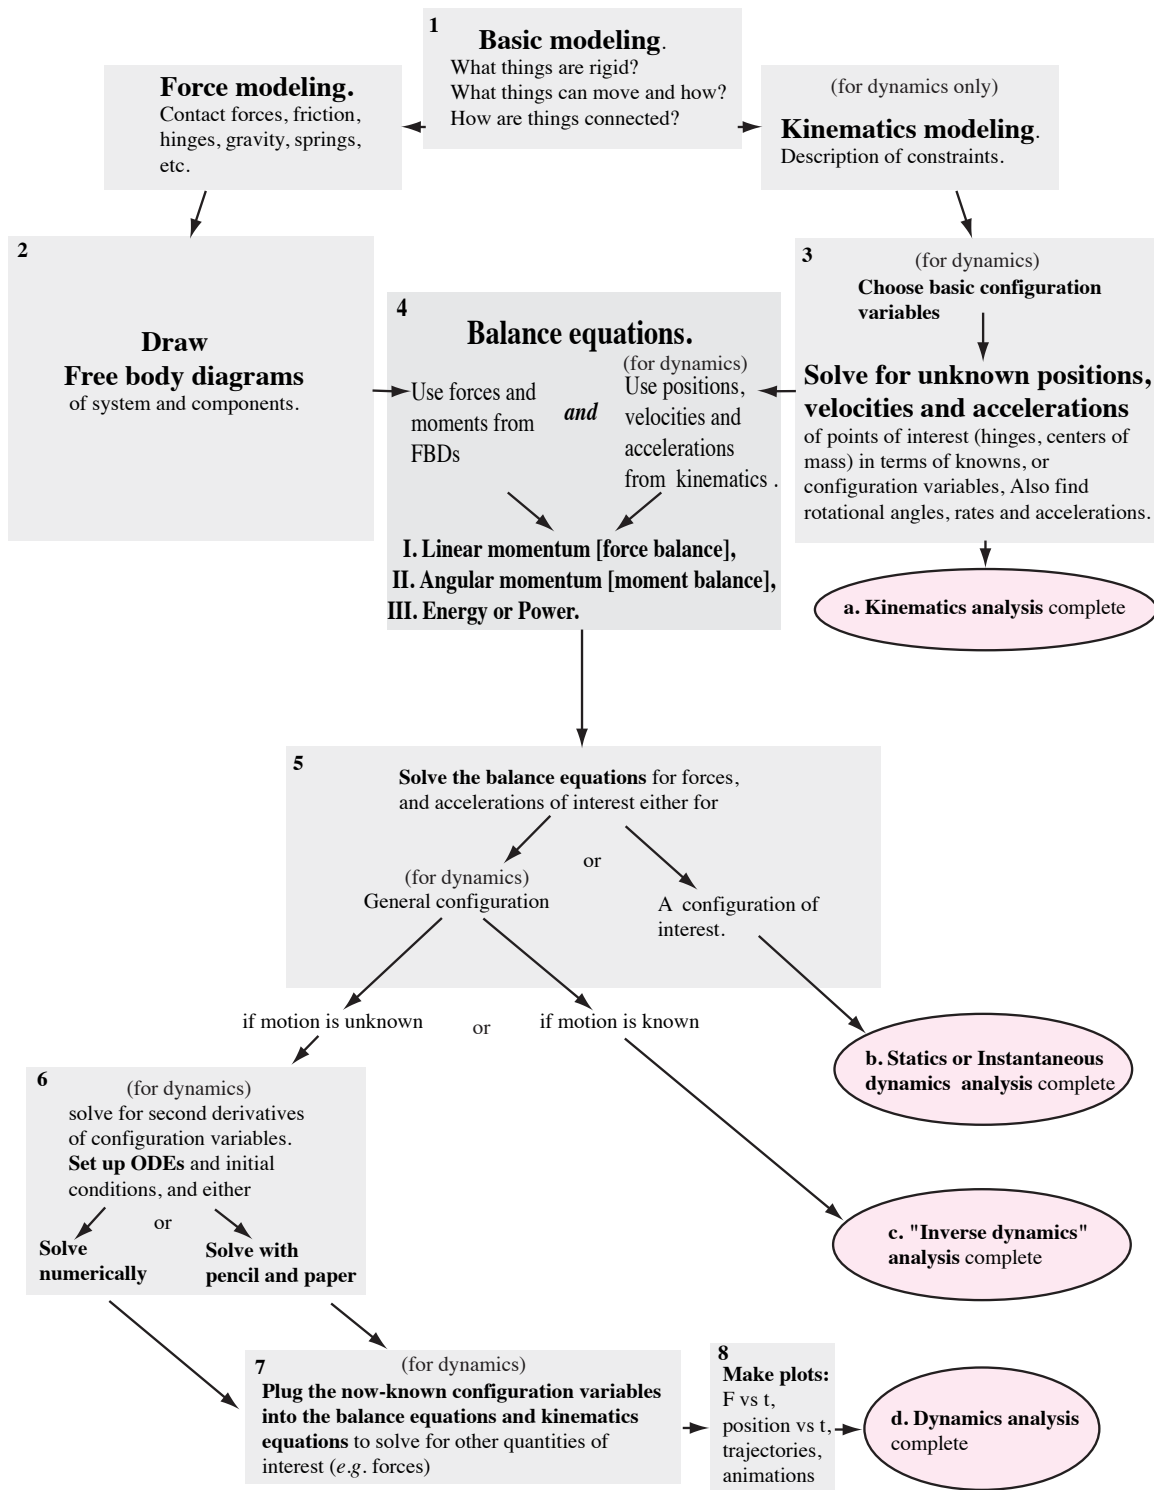 1
Basic modeling.
What things are rigid?
What things can move and how?
How are things connected?
Force modeling.
Contact forces, friction,
hinges, gravity, springs,
etc.
(for dynamics only)
Kinematics modeling.
Description of constraints.
2
Draw
Free body diagrams
of system and components.
3
(for dynamics)
Choose basic configuration
variables
Solve for unknown positions,
velocities and accelerations
of points of interest (hinges, centers of
mass) in terms of knowns, or
configuration variables, Also find
rotational angles, rates and accelerations.
a. Kinematics analysis complete
4
Balance equations.
Use forces and
moments from
FBDs
and
(for dynamics)
Use positions,
velocities and
accelerations
from kinematics .
I. Linear momentum [force balance],
II. Angular momentum [moment balance],
III. Energy or Power.
5
Solve the balance equations for forces,
and accelerations of interest either for
or
(for dynamics)
General configuration
A configuration of
interest.
if motion is unknown
or
if motion is known
b. Statics or Instantaneous
dynamics analysis complete
6
(for dynamics)
solve for second derivatives
of configuration variables.
Set up ODEs and initial
conditions, and either
or
Solve
numerically
Solve with
pencil and paper
c. "Inverse dynamics"
analysis complete
7
(for dynamics)
Plug the now-known configuration variables
into the balance equations and kinematics
equations to solve for other quantities of
interest (e.g. forces)
8
Make plots:
F vs t,
position vs t,
trajectories,
animations
d. Dynamics analysis
complete